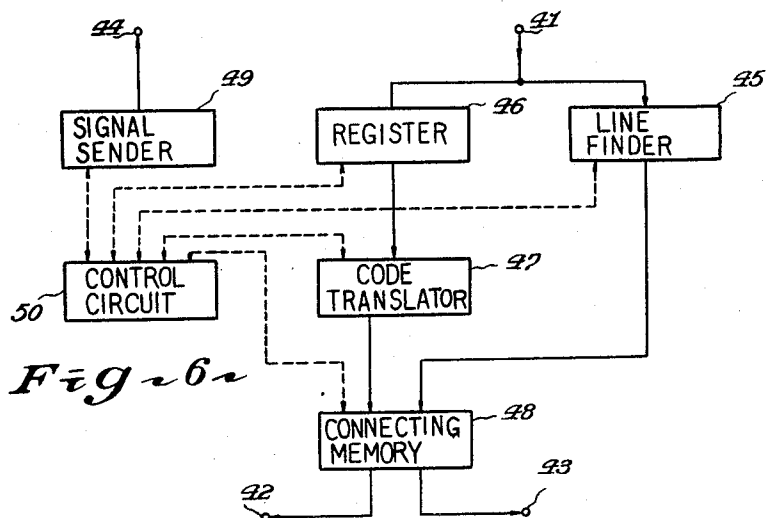 44
41
49
46
45
SIGNAL
SENDER
REGISTER
LINE
FINDER
50
CONTROL
CIRCUIT
CODE
TRANSLATOR
47
Fig. 6.
CONNECTING
MEMORY
48
42
43